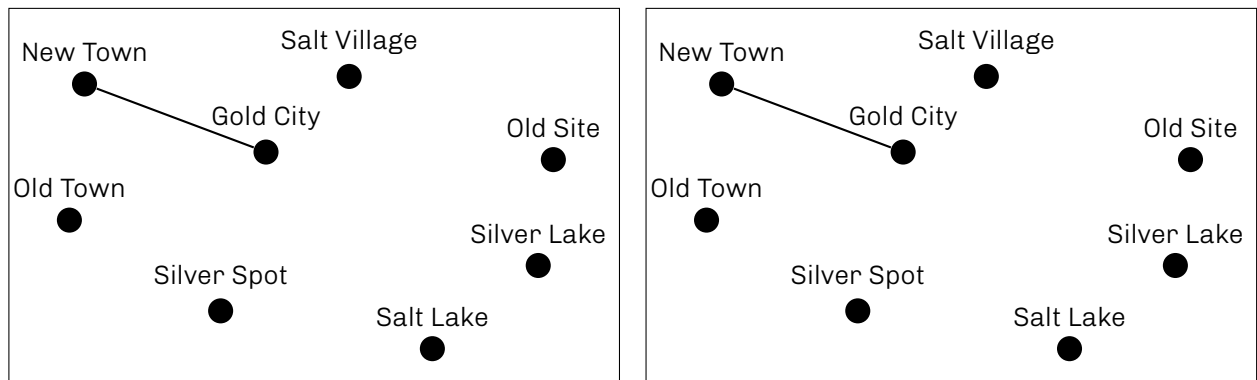 New Town
Salt Village
Gold City
Old Site
Old Town
Silver Lake
Silver Spot
Salt Lake
New Town
Salt Village
Gold City
Old Site
Old Town
Silver Lake
Silver Spot
Salt Lake